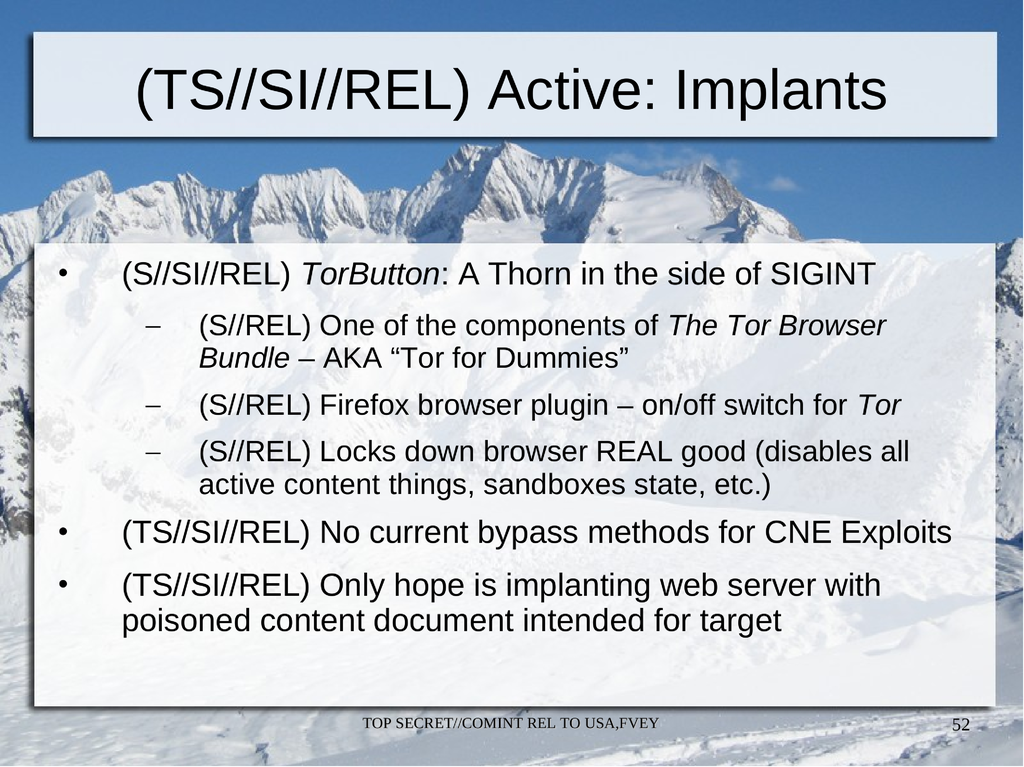 (TS//SI//REL) Active: Implants
• (S//SI//REL) TorButton: A Thorn in the side of SIGINT
– (S//REL) One of the components of The Tor Browser
Bundle – AKA “Tor for Dummies”
– (S//REL) Firefox browser plugin – on/off switch for Tor
– (S//REL) Locks down browser REAL good (disables all
active content things, sandboxes state, etc.)
• (TS//SI//REL) No current bypass methods for CNE Exploits
• (TS//SI//REL) Only hope is implanting web server with
poisoned content document intended for target
TOP SECRET//COMINT REL TO USA,FVEY
52